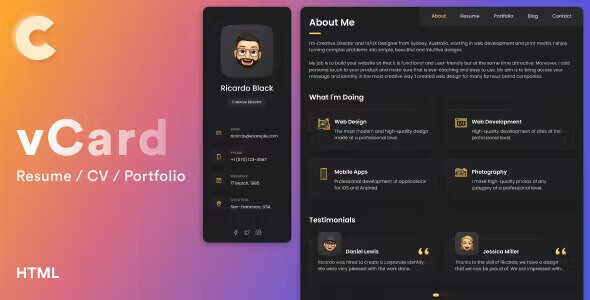 C
vCard
Resume / CV / Portfolio
HTML
Ricardo Black
Creative Director
EMAIL
ricardo@example.com
PHONE
+1 (070) 123-4567
BIRTHDAY
17 March, 1995
LOCATION
San-Francisco, USA.
About
Resume
Portfolio
Blog
Contact
About Me
I'm Creative Director and UI/UX Designer from Sydney, Australia, working in web development and print media. I enjoy
turning complex problems into simple, beautiful and intuitive designs.
My job is to build your website so that it is functional and user-friendly but at the same time attractive. Moreover, I add
personal touch to your product and make sure that is eye-catching and easy to use. My aim is to bring across your
message and identity in the most creative way. I created web design for many famous brand companies.
What I'm Doing
Web Design
The most modern and high-quality design
made at a professional level.
Web Development
High-quality development of sites at the
professional level.
Mobile Apps
Professional development of applications
for iOS and Android.
Photography
I make high-quality photos of any
category at a professional level.
Testimonials
Daniel Lewis
Ricardo was hired to create a corporate identity.
We were very pleased with the work done..
Jessica Miller
Thanks to the skill of Ricardo, we have a design
that we can be proud of. We are impressed with..